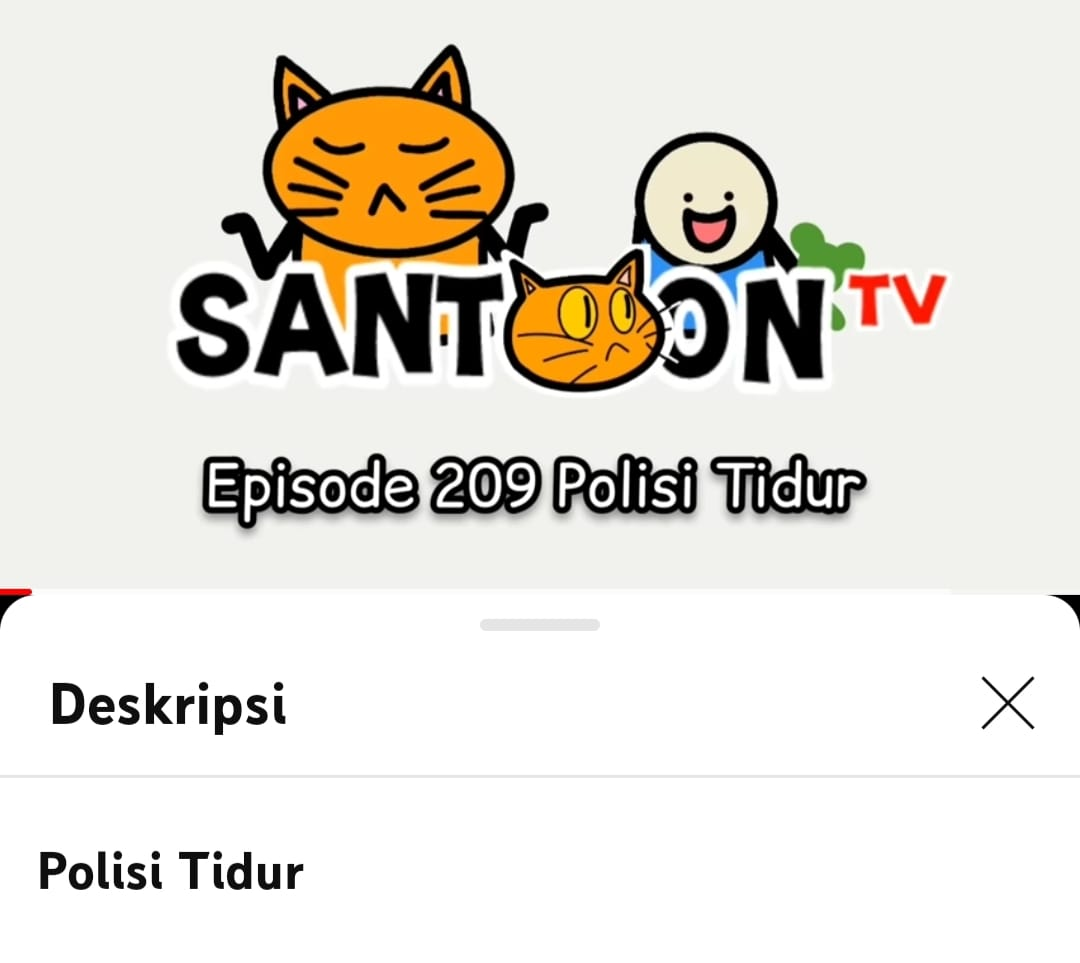 SANTOON TV
Episode 209 Polisi Tidur
Deskripsi
Polisi Tidur